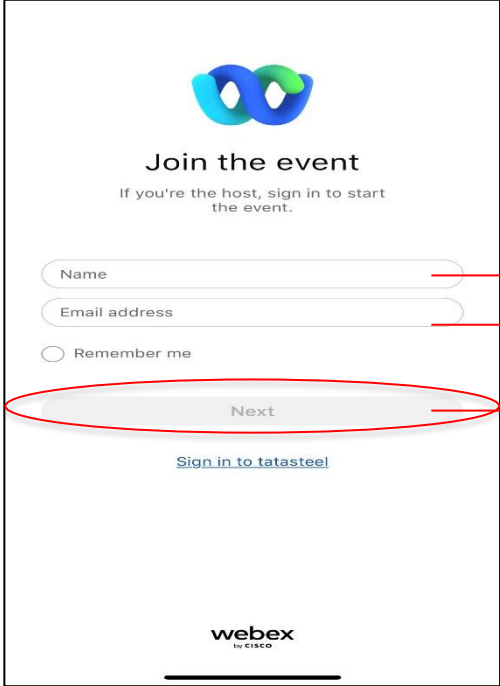 Join the event
If you're the host, sign in to start
the event.
Name
Email address
Remember me
Next
Sign in to tatasteel
webex
by CISCO